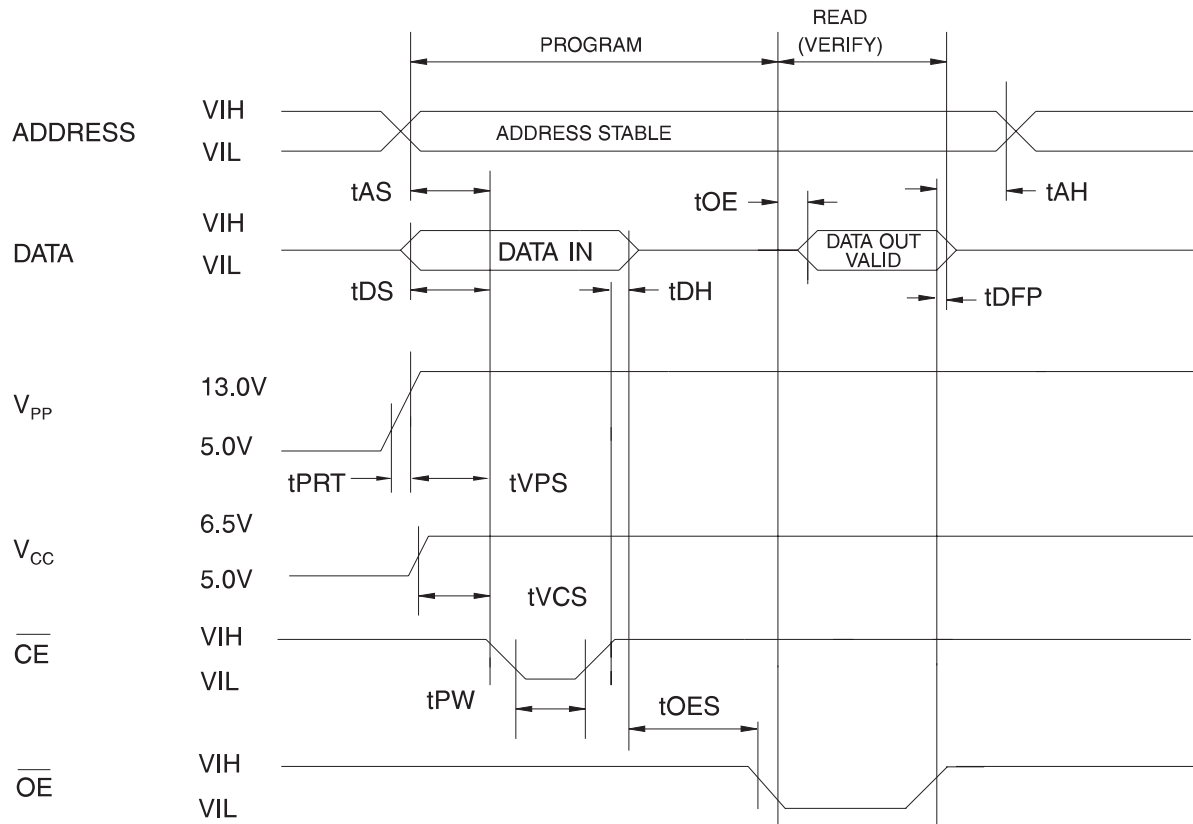 READ
PROGRAM (VERIFY)
ADDRESS VIH
VIL
ADDRESS STABLE
tAS tOE tAH
DATA VIH
VIL
DATA IN DATA OUT
VALID
tDS tDH tDFP
VPP 13.0V
5.0V
tPRT tVPS
VCC 6.5V
5.0V
tVCS
CE VIH
VIL
tPW tOES
OE VIH
VIL